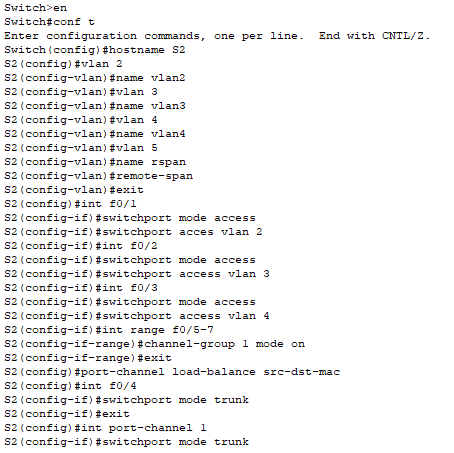 Switch>en
Switch#conf t
Enter configuration commands, one per line.  End with CNTL/Z.
Switch(config)#hostname S2
S2(config)#vlan 2
S2(config-vlan)#name vlan2
S2(config-vlan)#vlan 3
S2(config-vlan)#name vlan3
S2(config-vlan)#vlan 4
S2(config-vlan)#name vlan4
S2(config-vlan)#vlan 5
S2(config-vlan)#name rspan
S2(config-vlan)#remote-span
S2(config-vlan)#exit
S2(config)#int f0/1
S2(config-if)#switchport mode access
S2(config-if)#switchport acces vlan 2
S2(config-if)#int f0/2
S2(config-if)#switchport mode access
S2(config-if)#switchport access vlan 3
S2(config-if)#int f0/3
S2(config-if)#switchport mode access
S2(config-if)#switchport access vlan 4
S2(config-if)#int range f0/5-7
S2(config-if-range)#channel-group 1 mode on
S2(config-if-range)#exit
S2(config)#port-channel load-balance src-dst-mac
S2(config)#int f0/4
S2(config-if)#switchport mode trunk
S2(config-if)#exit
S2(config)#int port-channel 1
S2(config-if)#switchport mode trunk